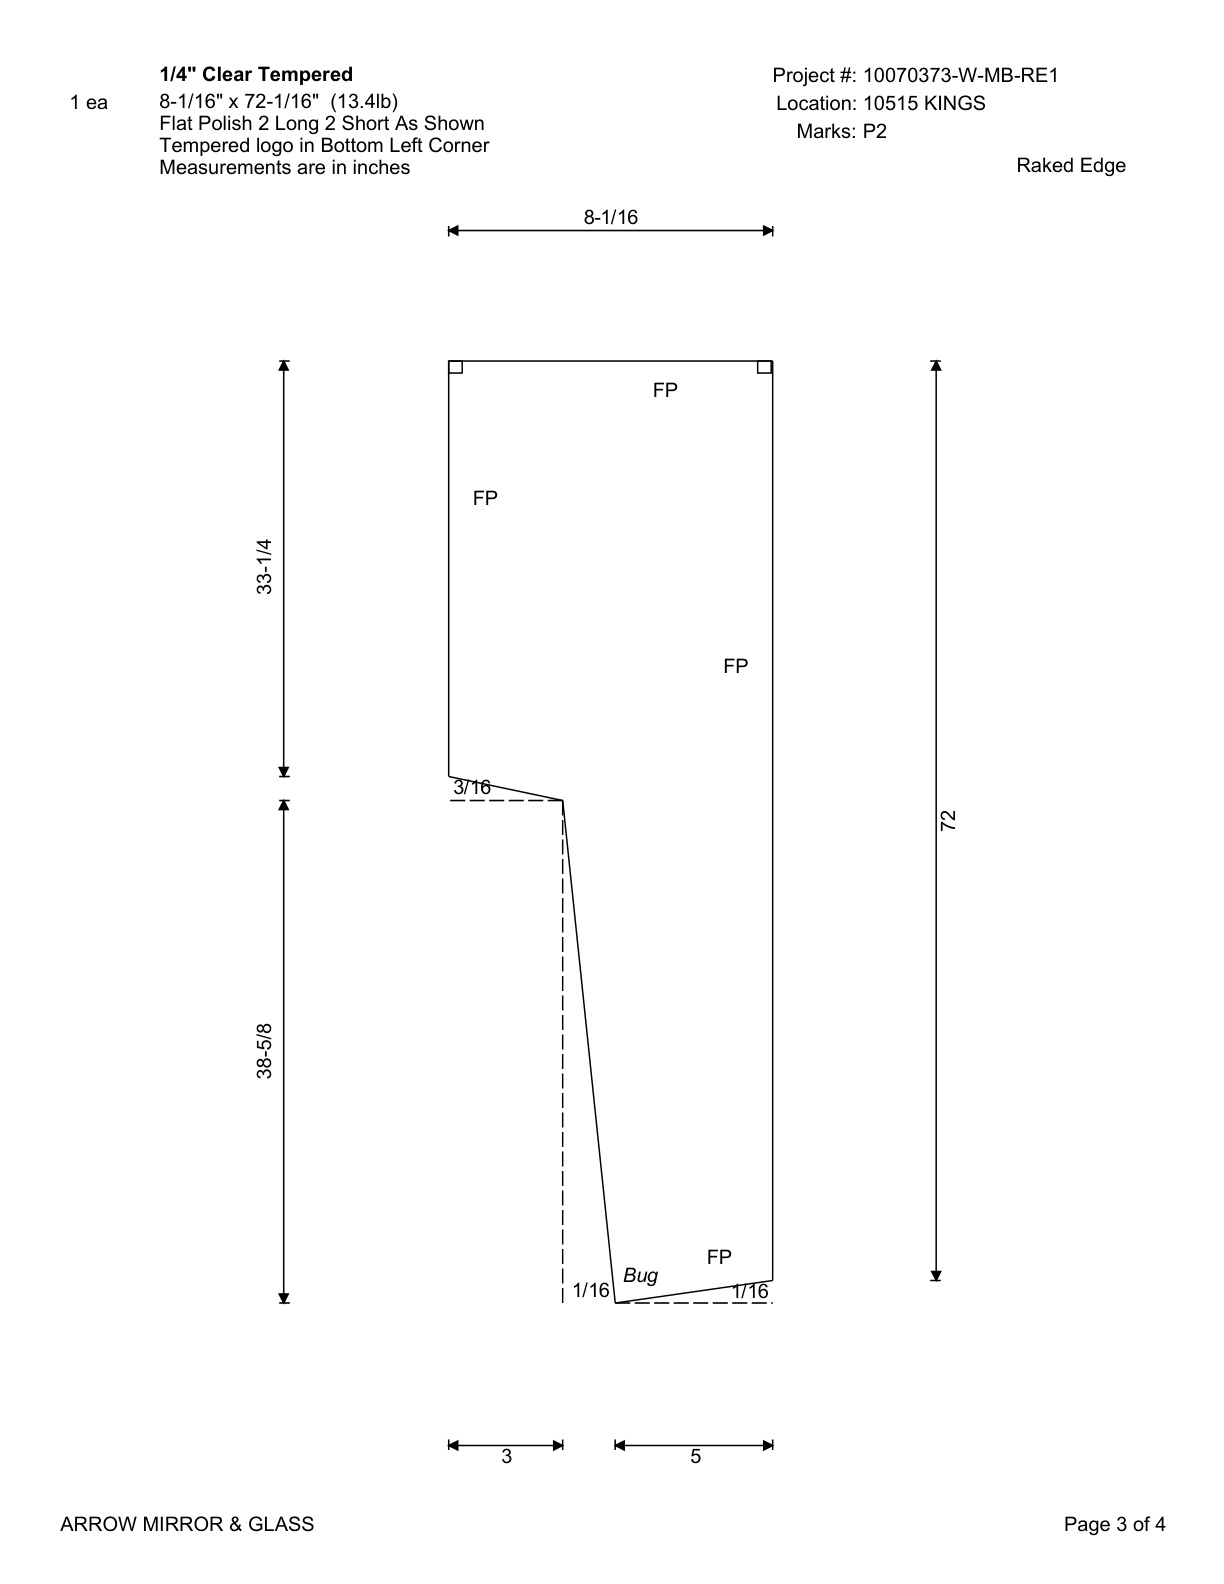 1/4" Clear Tempered
Project #: 10070373-W-MB-RE1
1 ea
8-1/16" x 72-1/16"  (13.4lb)
Location: 10515 KINGS
Flat Polish 2 Long 2 Short As Shown
Marks: P2
Tempered logo in Bottom Left Corner
Measurements are in inches
Raked Edge
8-1/16
FP
FP
33-1/4
FP
3/16
72
38-5/8
FP
Bug
1/16
1/16
3
5
ARROW MIRROR & GLASS
Page 3 of 4